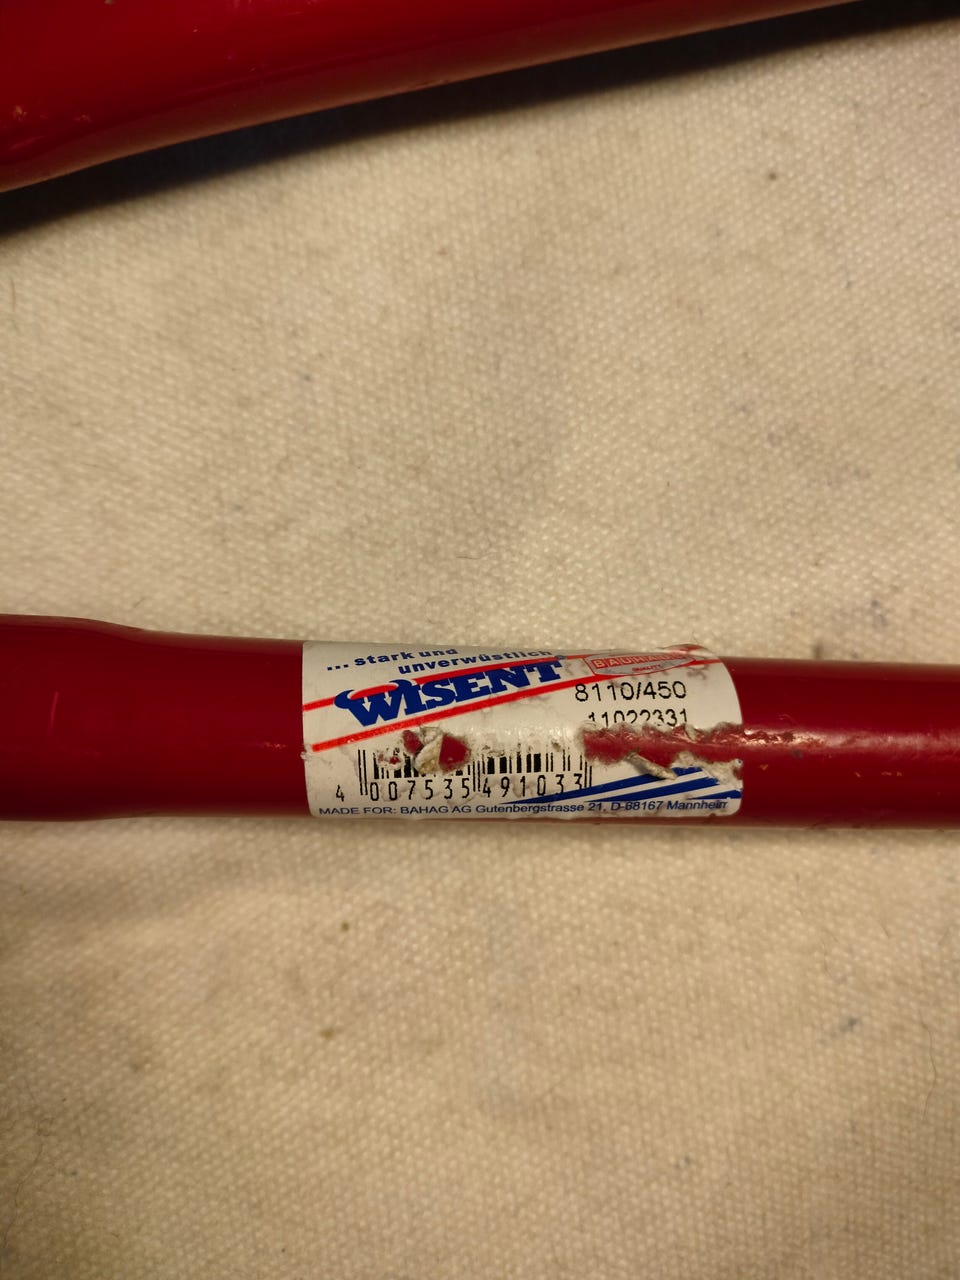 ...stark und
unverwüstlich
WISENT
BAUHAUS
8110/450
11022331
4 007535 491033
MADE FOR: BAHAG AG Gutenbergstrasse 21, D-68167 Mannheim